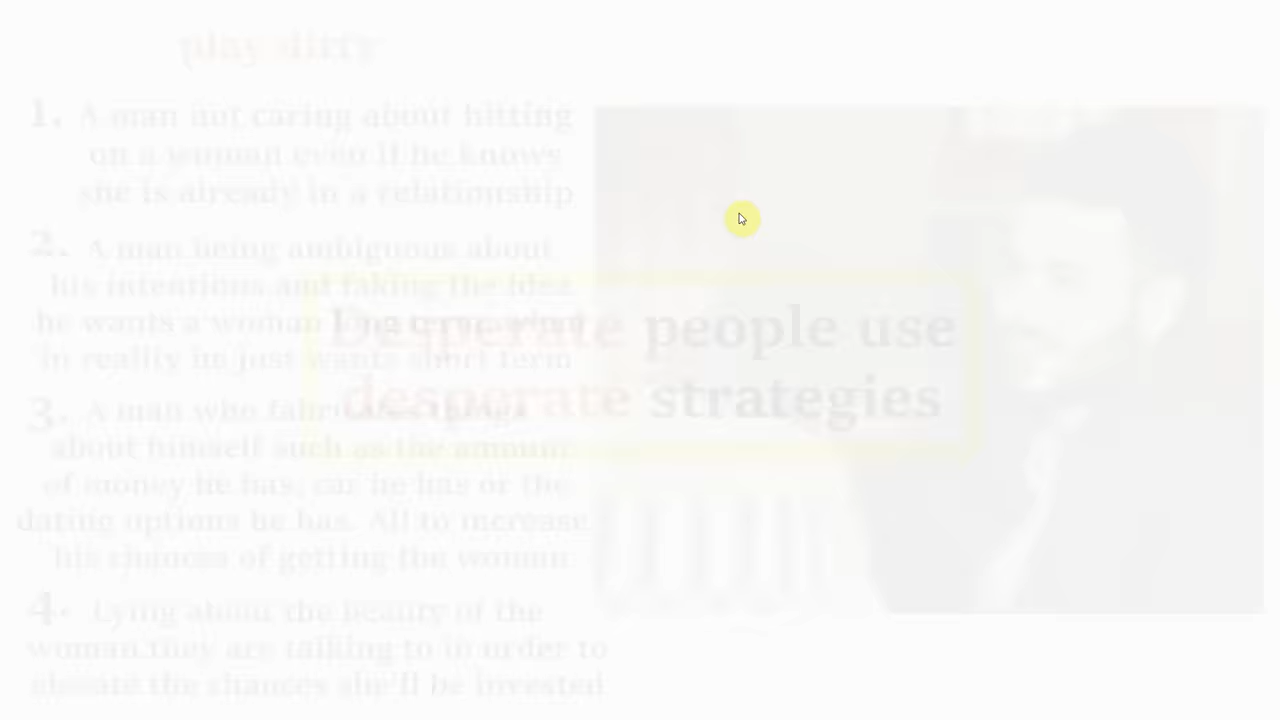 play dirty
1. A man not caring about hitting
on a woman even if he knows
she is already in a relationship
2. A man being ambiguous about
his intentions and faking the idea
he wants a woman long term when
in reality he just wants short term
Desperate people use
desperate strategies
3. A man who fabricates things
about himself such as the amount
of money he has, car he has or the
dating options he has. All to increase
his chances of getting the woman.
4. Lying about the beauty of the
woman they are talking to in order to
elevate the chances she'll be invested